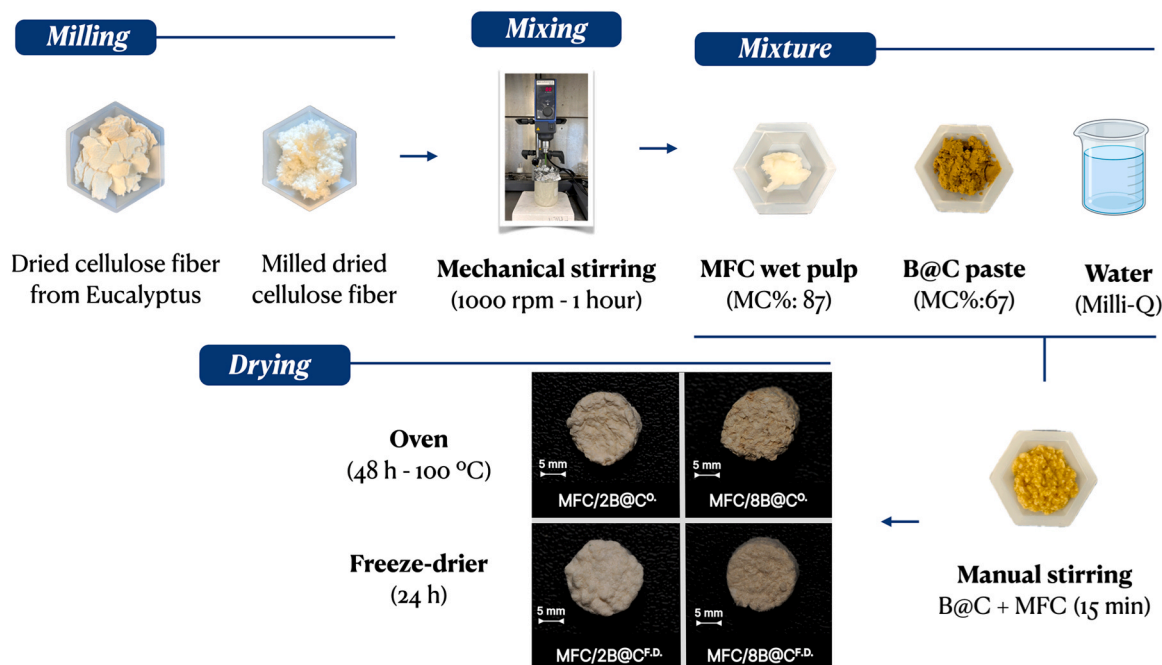 Milling
Mixing
Mixture
Dried cellulose fiber
from Eucalyptus
Milled dried
cellulose fiber
Mechanical stirring
(1000 rpm - 1 hour)
MFC wet pulp
(MC%: 87)
B@C paste
(MC%:67)
Water
(Milli-Q)
Drying
Oven
(48 h - 100 ºC)
5 mm
MFC/2B@Cᴼ·
5 mm
MFC/8B@Cᴼ·
Freeze-drier
(24 h)
5 mm
MFC/2B@Cꟳ·ᴰ·
5 mm
MFC/8B@Cꟳ·ᴰ·
Manual stirring
B@C + MFC (15 min)